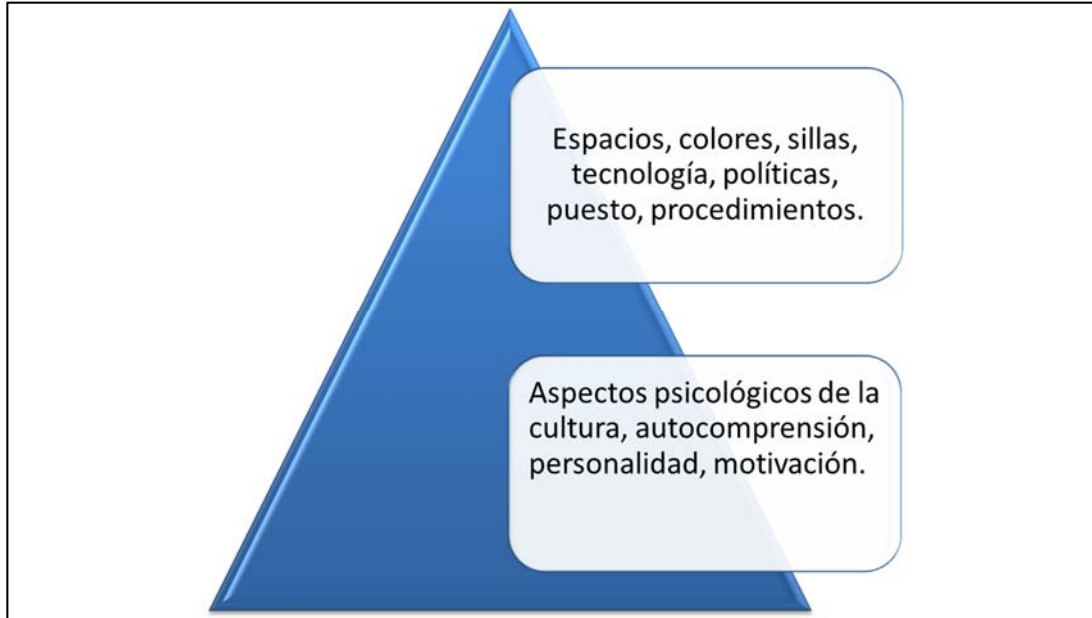 Espacios, colores, sillas,
tecnología, políticas,
puesto, procedimientos.
Aspectos psicológicos de la
cultura, autocomprensión,
personalidad, motivación.